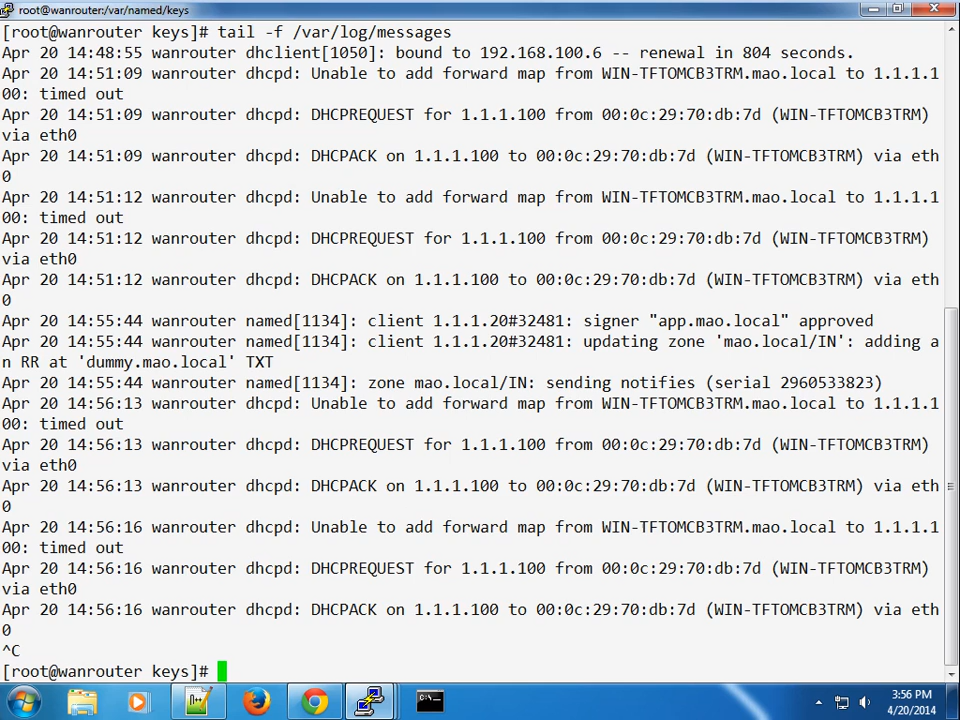 root@wanrouter:/var/named/keys
[root@wanrouter keys]# tail -f /var/log/messages
Apr 20 14:48:55 wanrouter dhclient[1050]: bound to 192.168.100.6 -- renewal in 804 seconds.
Apr 20 14:51:09 wanrouter dhcpd: Unable to add forward map from WIN-TFTOMCB3TRM.mao.local to 1.1.1.1
00: timed out
Apr 20 14:51:09 wanrouter dhcpd: DHCPREQUEST for 1.1.1.100 from 00:0c:29:70:db:7d (WIN-TFTOMCB3TRM)
via eth0
Apr 20 14:51:09 wanrouter dhcpd: DHCPACK on 1.1.1.100 to 00:0c:29:70:db:7d (WIN-TFTOMCB3TRM) via eth
0
Apr 20 14:51:12 wanrouter dhcpd: Unable to add forward map from WIN-TFTOMCB3TRM.mao.local to 1.1.1.1
00: timed out
Apr 20 14:51:12 wanrouter dhcpd: DHCPREQUEST for 1.1.1.100 from 00:0c:29:70:db:7d (WIN-TFTOMCB3TRM)
via eth0
Apr 20 14:51:12 wanrouter dhcpd: DHCPACK on 1.1.1.100 to 00:0c:29:70:db:7d (WIN-TFTOMCB3TRM) via eth
0
Apr 20 14:55:44 wanrouter named[1134]: client 1.1.1.20#32481: signer "app.mao.local" approved
Apr 20 14:55:44 wanrouter named[1134]: client 1.1.1.20#32481: updating zone 'mao.local/IN': adding a
n RR at 'dummy.mao.local' TXT
Apr 20 14:55:44 wanrouter named[1134]: zone mao.local/IN: sending notifies (serial 2960533823)
Apr 20 14:56:13 wanrouter dhcpd: Unable to add forward map from WIN-TFTOMCB3TRM.mao.local to 1.1.1.1
00: timed out
Apr 20 14:56:13 wanrouter dhcpd: DHCPREQUEST for 1.1.1.100 from 00:0c:29:70:db:7d (WIN-TFTOMCB3TRM)
via eth0
Apr 20 14:56:13 wanrouter dhcpd: DHCPACK on 1.1.1.100 to 00:0c:29:70:db:7d (WIN-TFTOMCB3TRM) via eth
0
Apr 20 14:56:16 wanrouter dhcpd: Unable to add forward map from WIN-TFTOMCB3TRM.mao.local to 1.1.1.1
00: timed out
Apr 20 14:56:16 wanrouter dhcpd: DHCPREQUEST for 1.1.1.100 from 00:0c:29:70:db:7d (WIN-TFTOMCB3TRM)
via eth0
Apr 20 14:56:16 wanrouter dhcpd: DHCPACK on 1.1.1.100 to 00:0c:29:70:db:7d (WIN-TFTOMCB3TRM) via eth
0
^C
[root@wanrouter keys]#
3:56 PM
4/20/2014